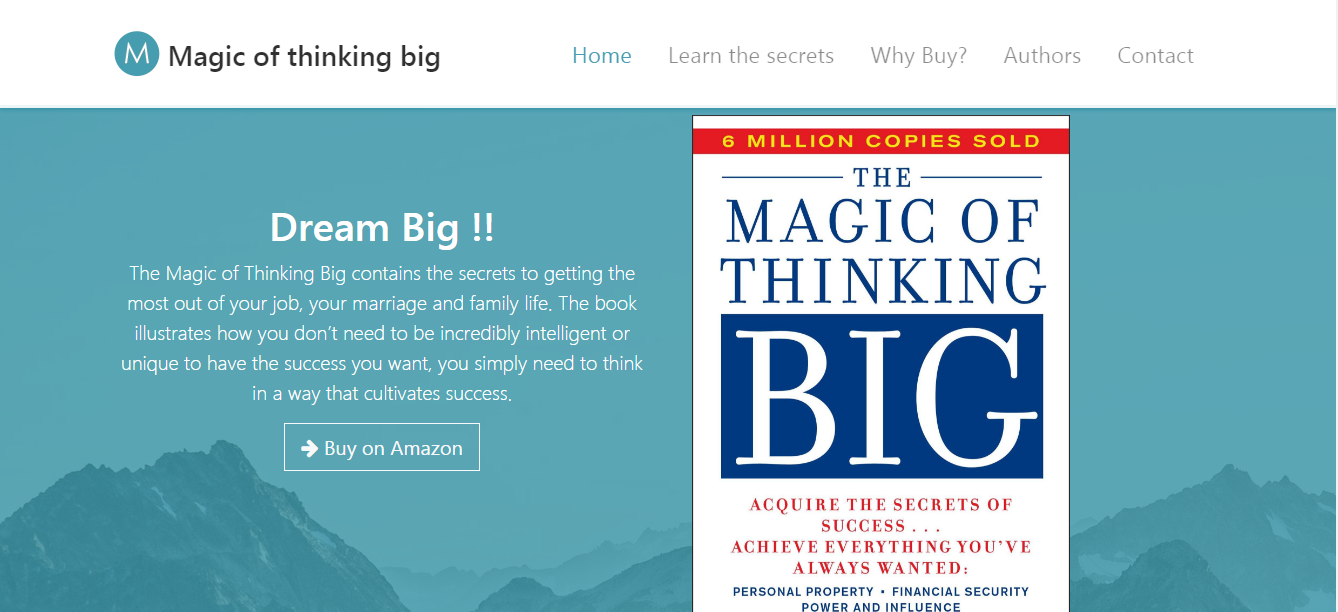 M Magic of thinking big
Home Learn the secrets Why Buy? Authors Contact
Dream Big !!
The Magic of Thinking Big contains the secrets to getting the
most out of your job, your marriage and family life. The book
illustrates how you don’t need to be incredibly intelligent or
unique to have the success you want, you simply need to think
in a way that cultivates success.
Buy on Amazon
6 MILLION COPIES SOLD
THE
MAGIC OF
THINKING
BIG
ACQUIRE THE SECRETS OF
SUCCESS . . .
ACHIEVE EVERYTHING YOU’VE
ALWAYS WANTED:
PERSONAL PROPERTY • FINANCIAL SECURITY
POWER AND INFLUENCE